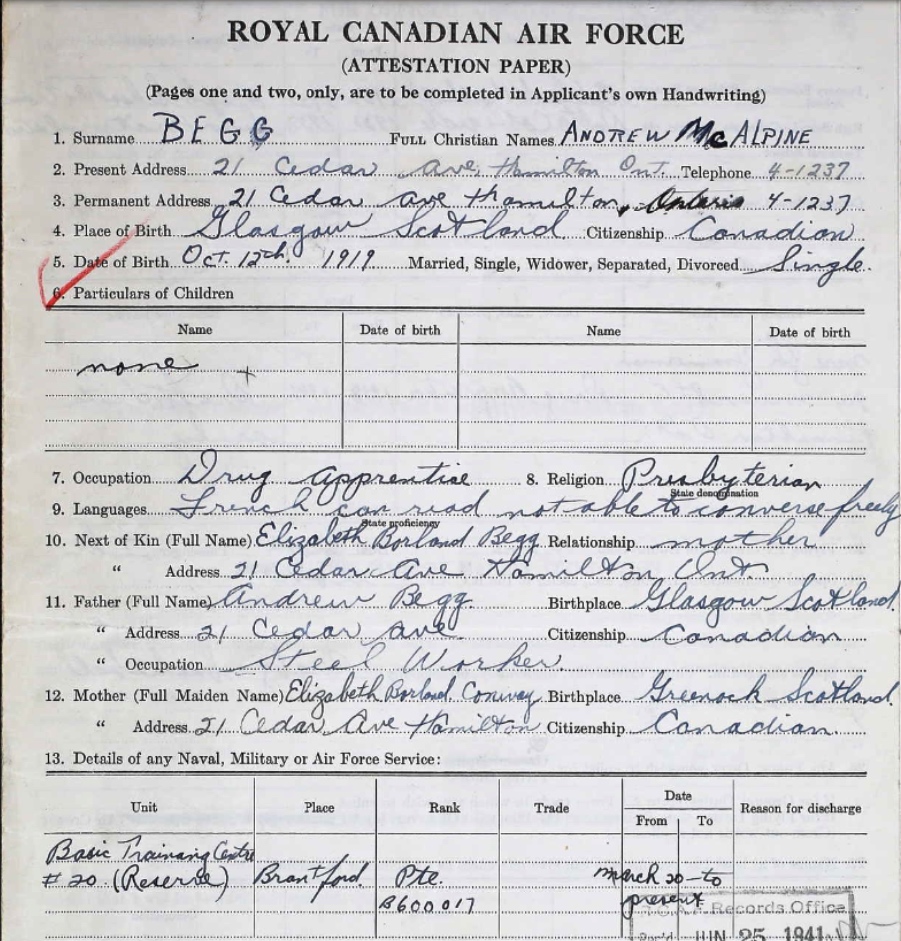 ROYAL CANADIAN AIR FORCE
(ATTESTATION PAPER)
(Pages one and two, only, are to be completed in Applicant's own Handwriting)
1. Surname BEGG Full Christian Names ANDREW McALPINE
2. Present Address 21 Cedar Ave, Hamilton Ont. Telephone 4-1237
3. Permanent Address 21 Cedar Ave Hamilton, Ontario 4-1237
4. Place of Birth Glasgow Scotland Citizenship Canadian
5. Date of Birth Oct. 12th. 1919 Married, Single, Widower, Separated, Divorced Single.
6. Particulars of Children
Name Date of birth Name Date of birth
none
7. Occupation Drug apprentice 8. Religion Presbyterian
State denomination
9. Languages French can read not able to converse freely
State proficiency
10. Next of Kin (Full Name) Elizabeth Borland Begg Relationship mother
" Address 21 Cedar Ave Hamilton Ont.
11. Father (Full Name) Andrew Begg. Birthplace Glasgow Scotland.
" Address 21 Cedar Ave Citizenship Canadian
" Occupation Steel Worker.
12. Mother (Full Maiden Name) Elizabeth Borland Conway Birthplace Greenock Scotland.
" Address 21 Cedar Ave Hamilton Citizenship Canadian.
13. Details of any Naval, Military or Air Force Service:
Unit Place Rank Trade Date From To Reason for discharge
Basic Training Centre
# 20 (Reserve) Brantford. Pte. March 20 - to
B600017 present
R.C.A.F. Records Office
Rec'd JUN 25 1941